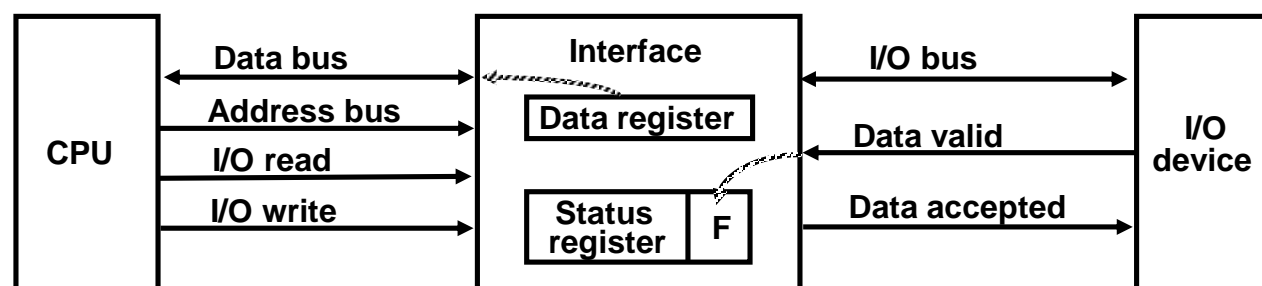 CPU
Data bus
Address bus
I/O read
I/O write
Interface
Data register
Status
register
F
I/O bus
Data valid
Data accepted
I/O
device